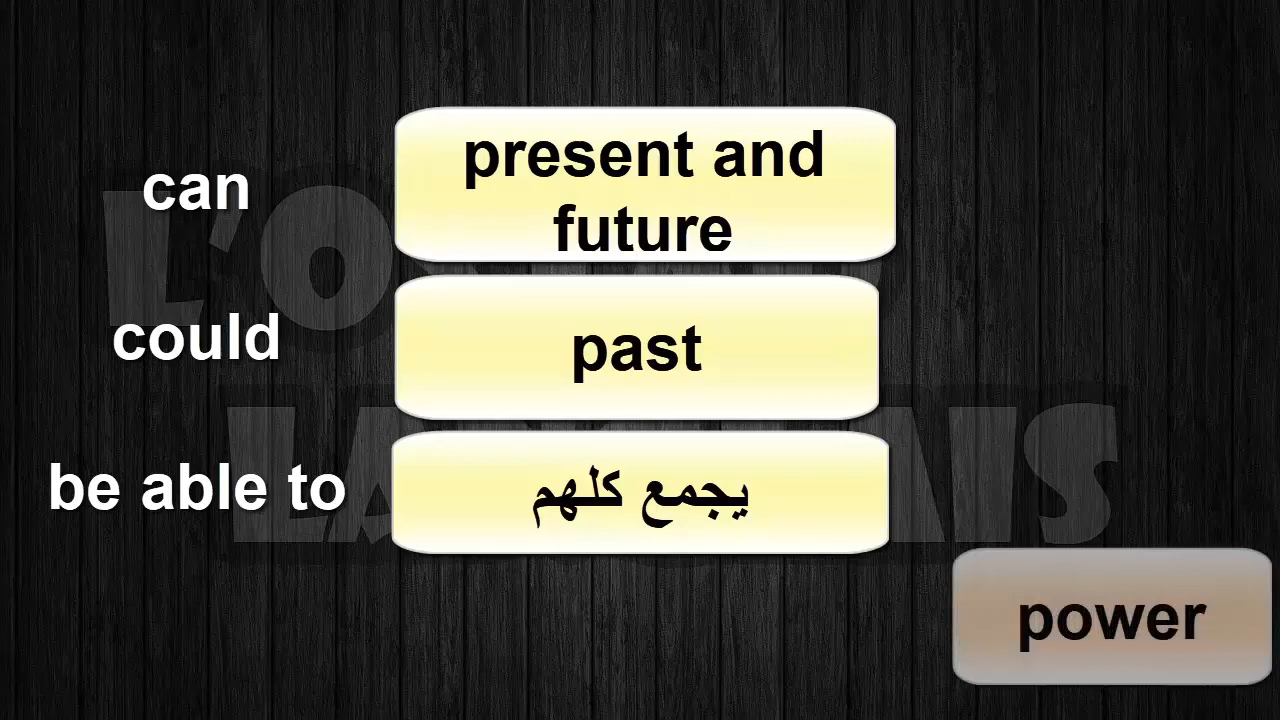 can
present and
future
could
past
be able to
يجمع كلهم
power